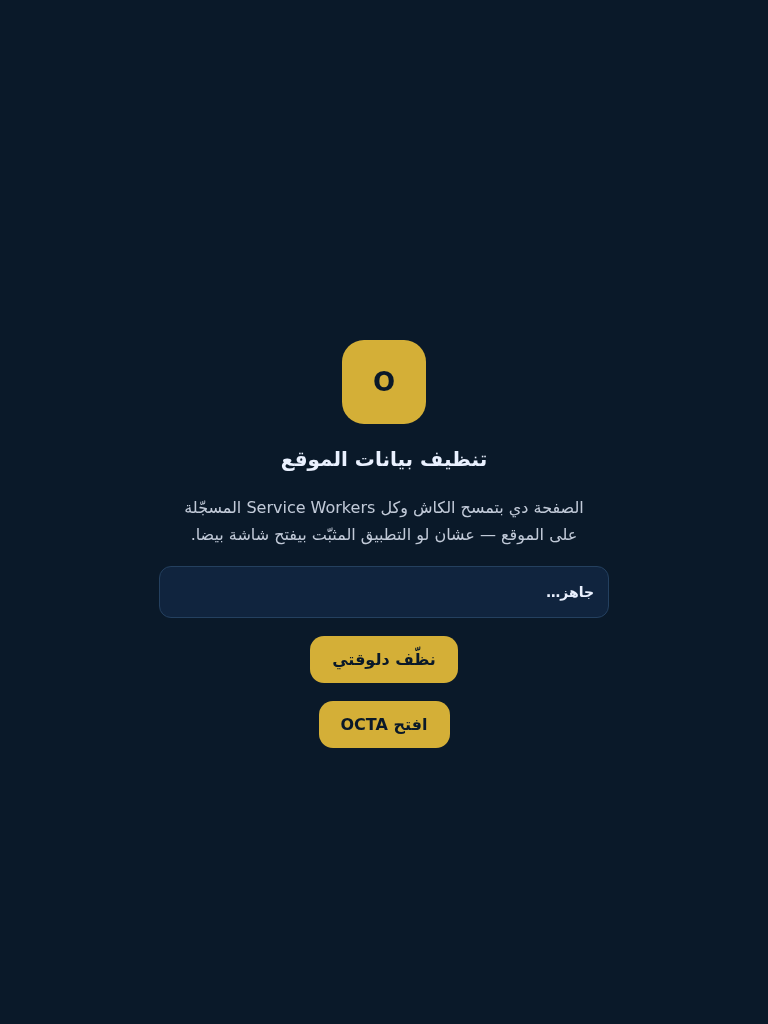 O
تنظيف بيانات الموقع
الصفحة دي بتمسح الكاش وكل Service Workers المسجّلة
على الموقع — عشان لو التطبيق المثبّت بيفتح شاشة بيضا.
جاهز…
نظّف دلوقتي
افتح OCTA